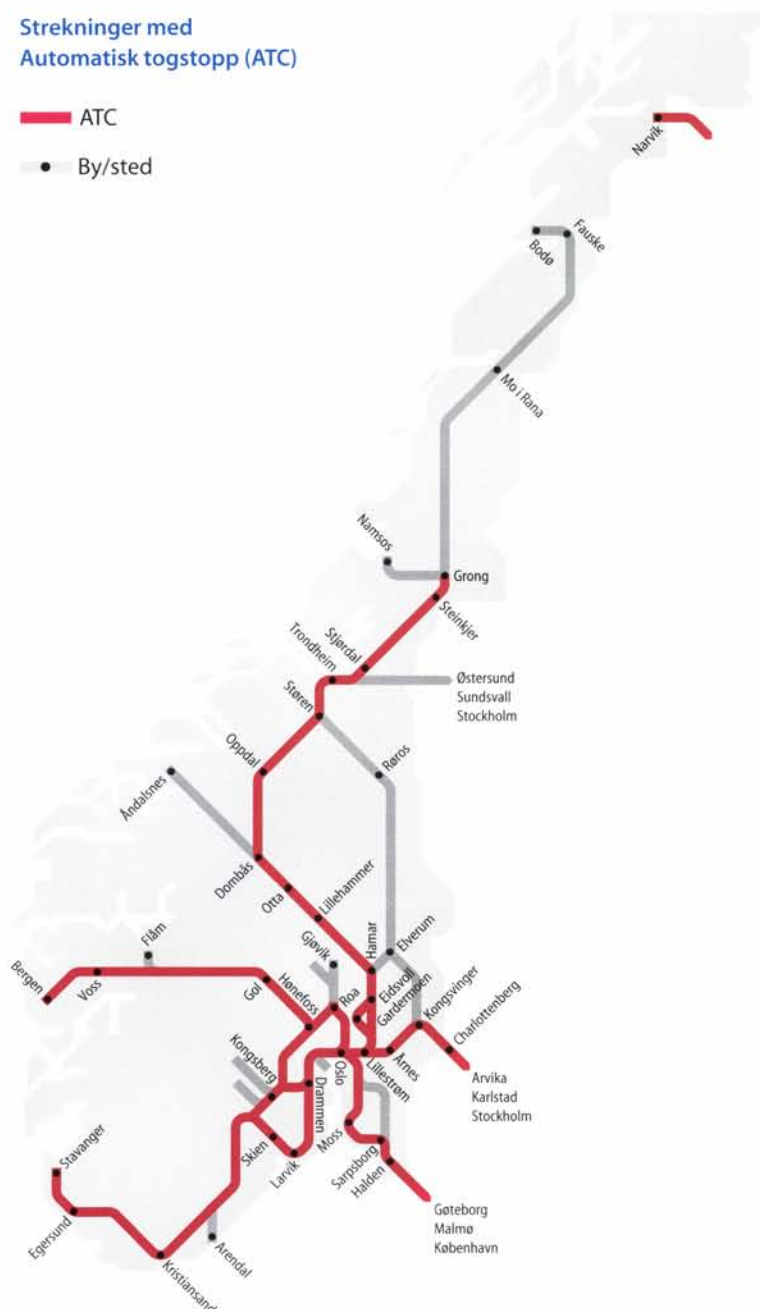 Strekninger med
Automatisk togstopp (ATC)
ATC
By/sted
Narvik
Fauske
Bodø
Mo i Rana
Namsos
Grong
Steinkjer
Stjørdal
Trondheim
Østersund
Sundsvall
Stockholm
Støren
Oppdal
Røros
Åndalsnes
Dombås
Otta
Lillehammer
Hamar
Elverum
Flåm
Gjøvik
Eidsvoll
Gardermoen
Kongsvinger
Bergen
Voss
Gol
Hønefoss
Roa
Charlottenberg
Kongsberg
Drammen
Oslo
Lillestrøm
Årnes
Arvika
Karlstad
Stockholm
Skien
Larvik
Moss
Sarpsborg
Halden
Stavanger
Egersund
Gøteborg
Malmø
København
Arendal
Kristiansand